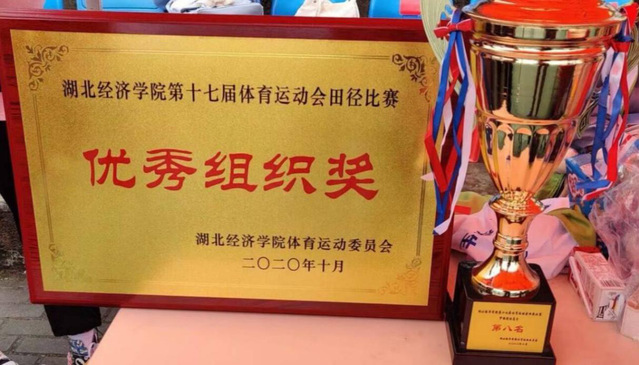 湖北经济学院第十七届体育运动会田径比赛
优秀组织奖
湖北经济学院体育运动委员会
二〇二〇年十月
第八名